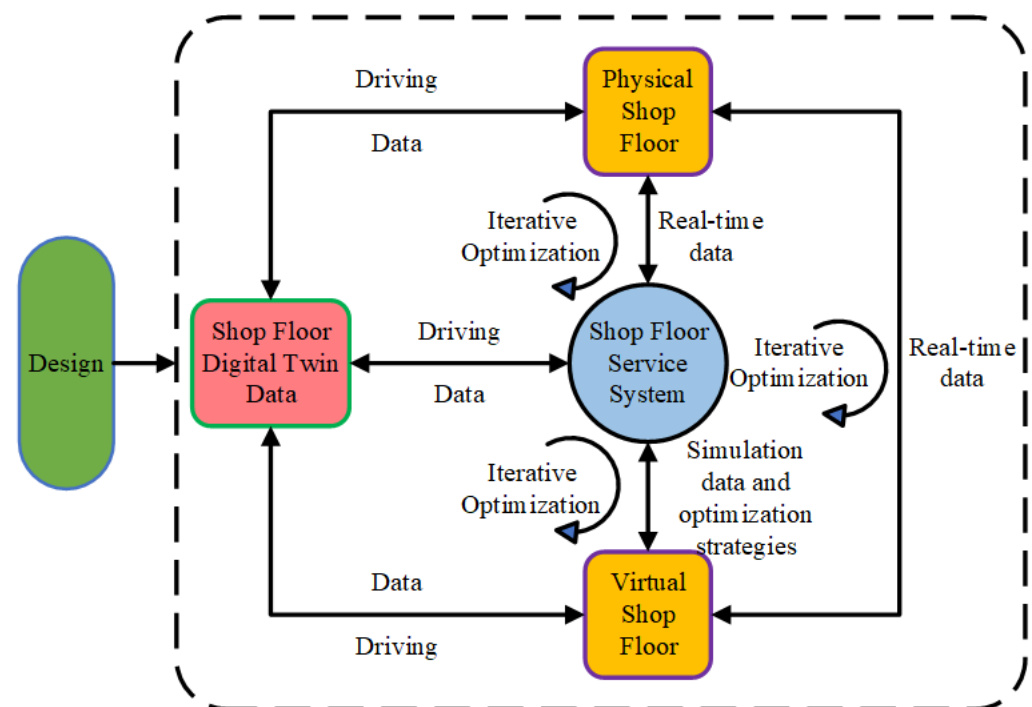 Driving
Data
Physical
Shop
Floor
Iterative
Optimization
Real-time
data
Design
Shop Floor
Digital Twin
Data
Driving
Data
Shop Floor
Service
System
Iterative
Optimization
Real-time
data
Iterative
Optimization
Simulation
data and
optimization
strategies
Data
Driving
Virtual
Shop
Floor